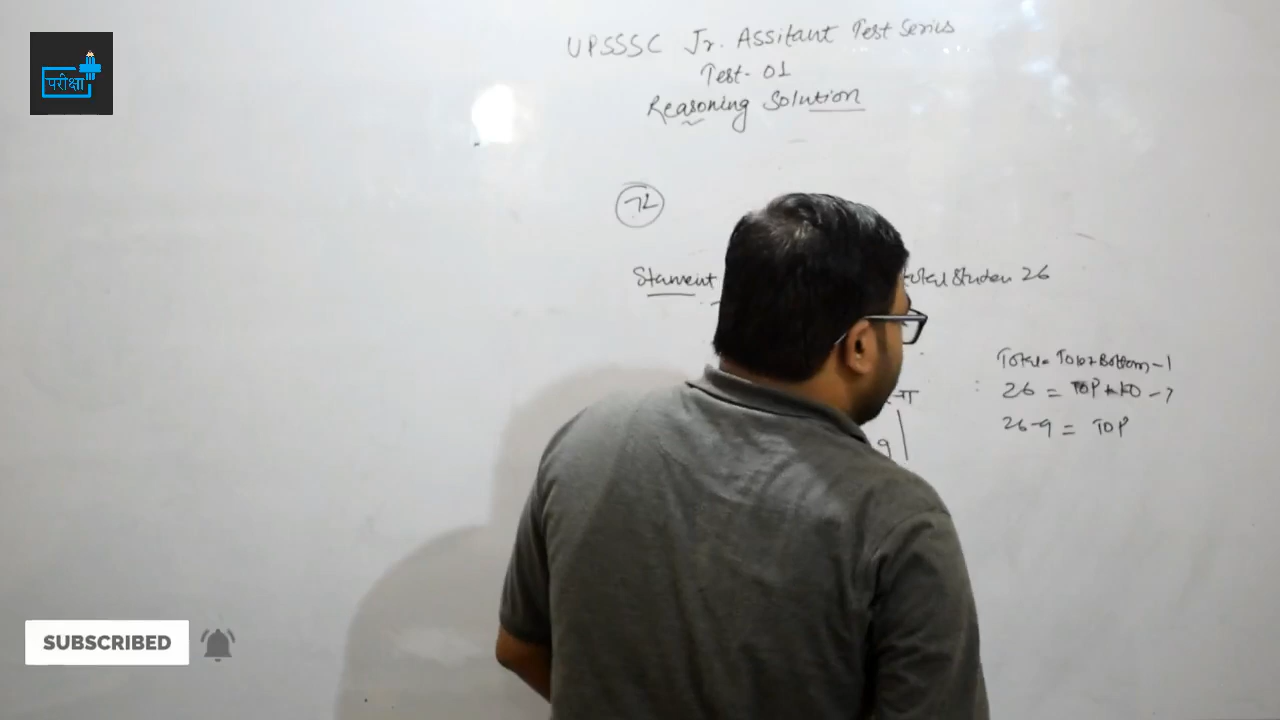 परीक्षा
UPSSSC Jr. Assitant Test Series
Test-01
Reasoning Solution
72
Stament
total Studen 26
Total = Top + Bottom - 1
26 = TOP + 10 - 1
26-9 = TOP
9
SUBSCRIBED